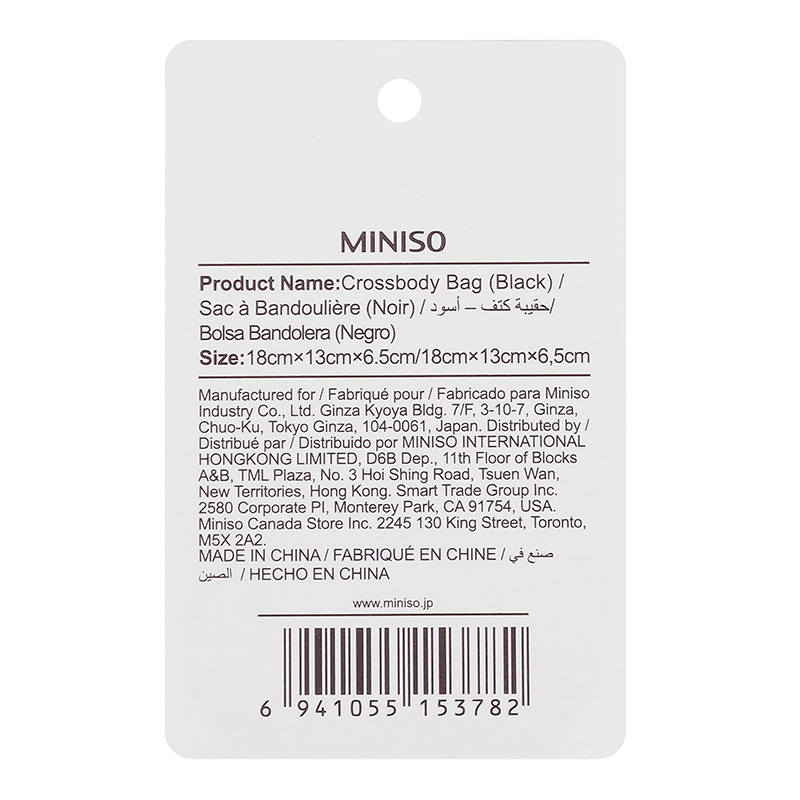 MINISO
Product Name:Crossbody Bag (Black) /
Sac à Bandoulière (Noir) / حقيبة كتف – أسود/
Bolsa Bandolera (Negro)
Size:18cm×13cm×6.5cm/18cm×13cm×6,5cm
Manufactured for / Fabriqué pour / Fabricado para Miniso
Industry Co., Ltd. Ginza Kyoya Bldg. 7/F, 3-10-7, Ginza,
Chuo-Ku, Tokyo Ginza, 104-0061, Japan. Distributed by /
Distribué par / Distribuido por MINISO INTERNATIONAL
HONGKONG LIMITED, D6B Dep., 11th Floor of Blocks
A&B, TML Plaza, No. 3 Hoi Shing Road, Tsuen Wan,
New Territories, Hong Kong. Smart Trade Group Inc.
2580 Corporate Pl, Monterey Park, CA 91754, USA.
Miniso Canada Store Inc. 2245 130 King Street, Toronto,
M5X 2A2.
MADE IN CHINA / FABRIQUÉ EN CHINE / صنع في
الصين / HECHO EN CHINA
www.miniso.jp
6 941055 153782